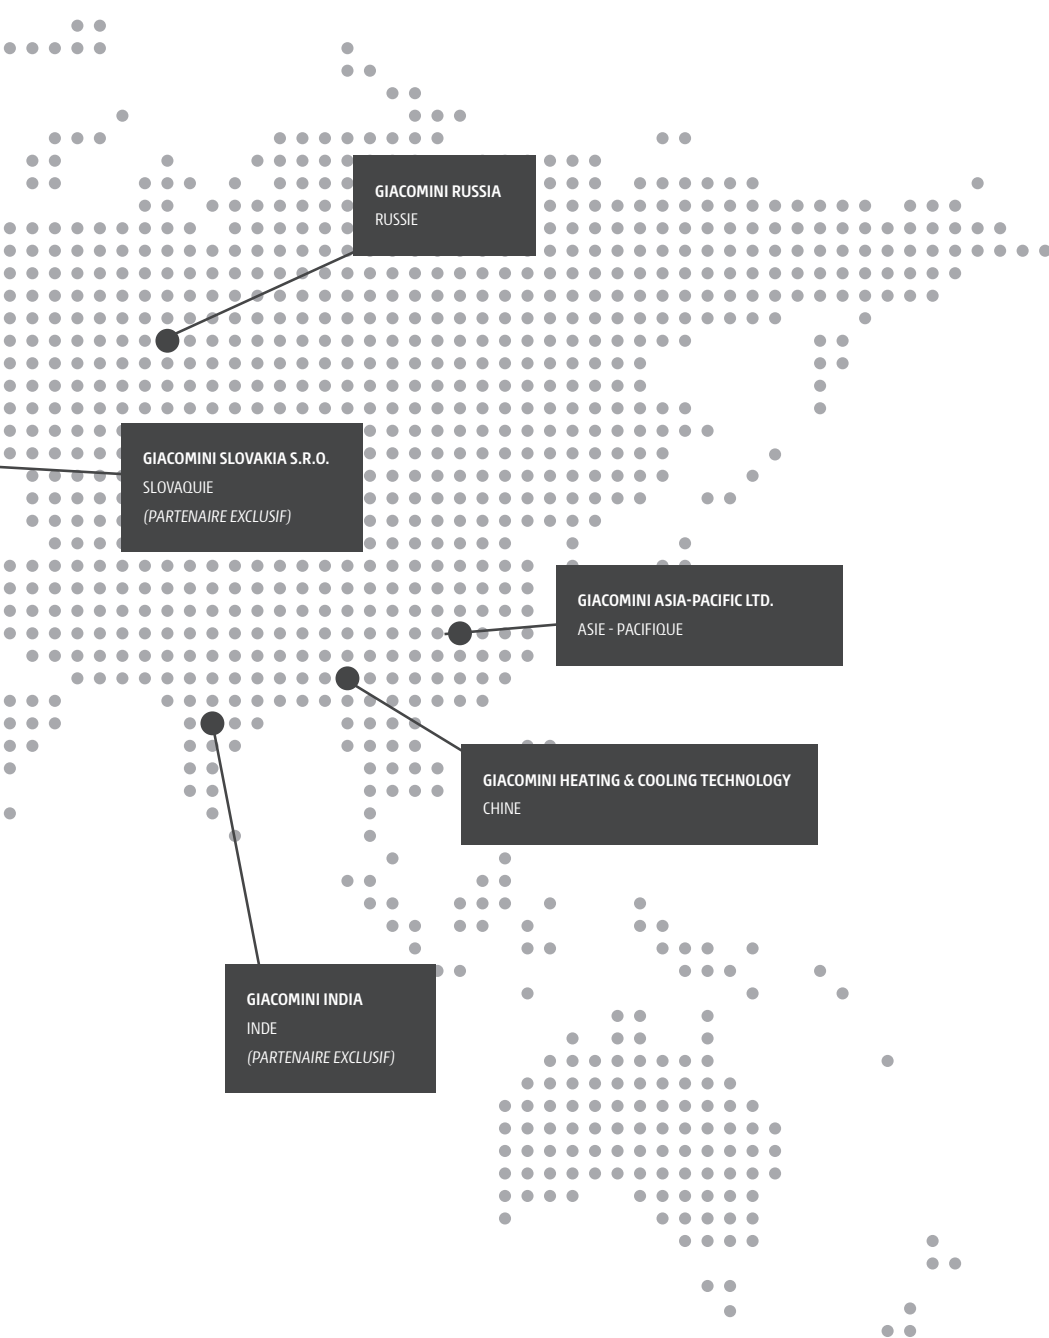 GIACOMINI RUSSIA
RUSSIE
GIACOMINI SLOVAKIA S.R.O.
SLOVAQUIE
(PARTENAIRE EXCLUSIF)
GIACOMINI ASIA-PACIFIC LTD.
ASIE - PACIFIQUE
GIACOMINI HEATING & COOLING TECHNOLOGY
CHINE
GIACOMINI INDIA
INDE
(PARTENAIRE EXCLUSIF)